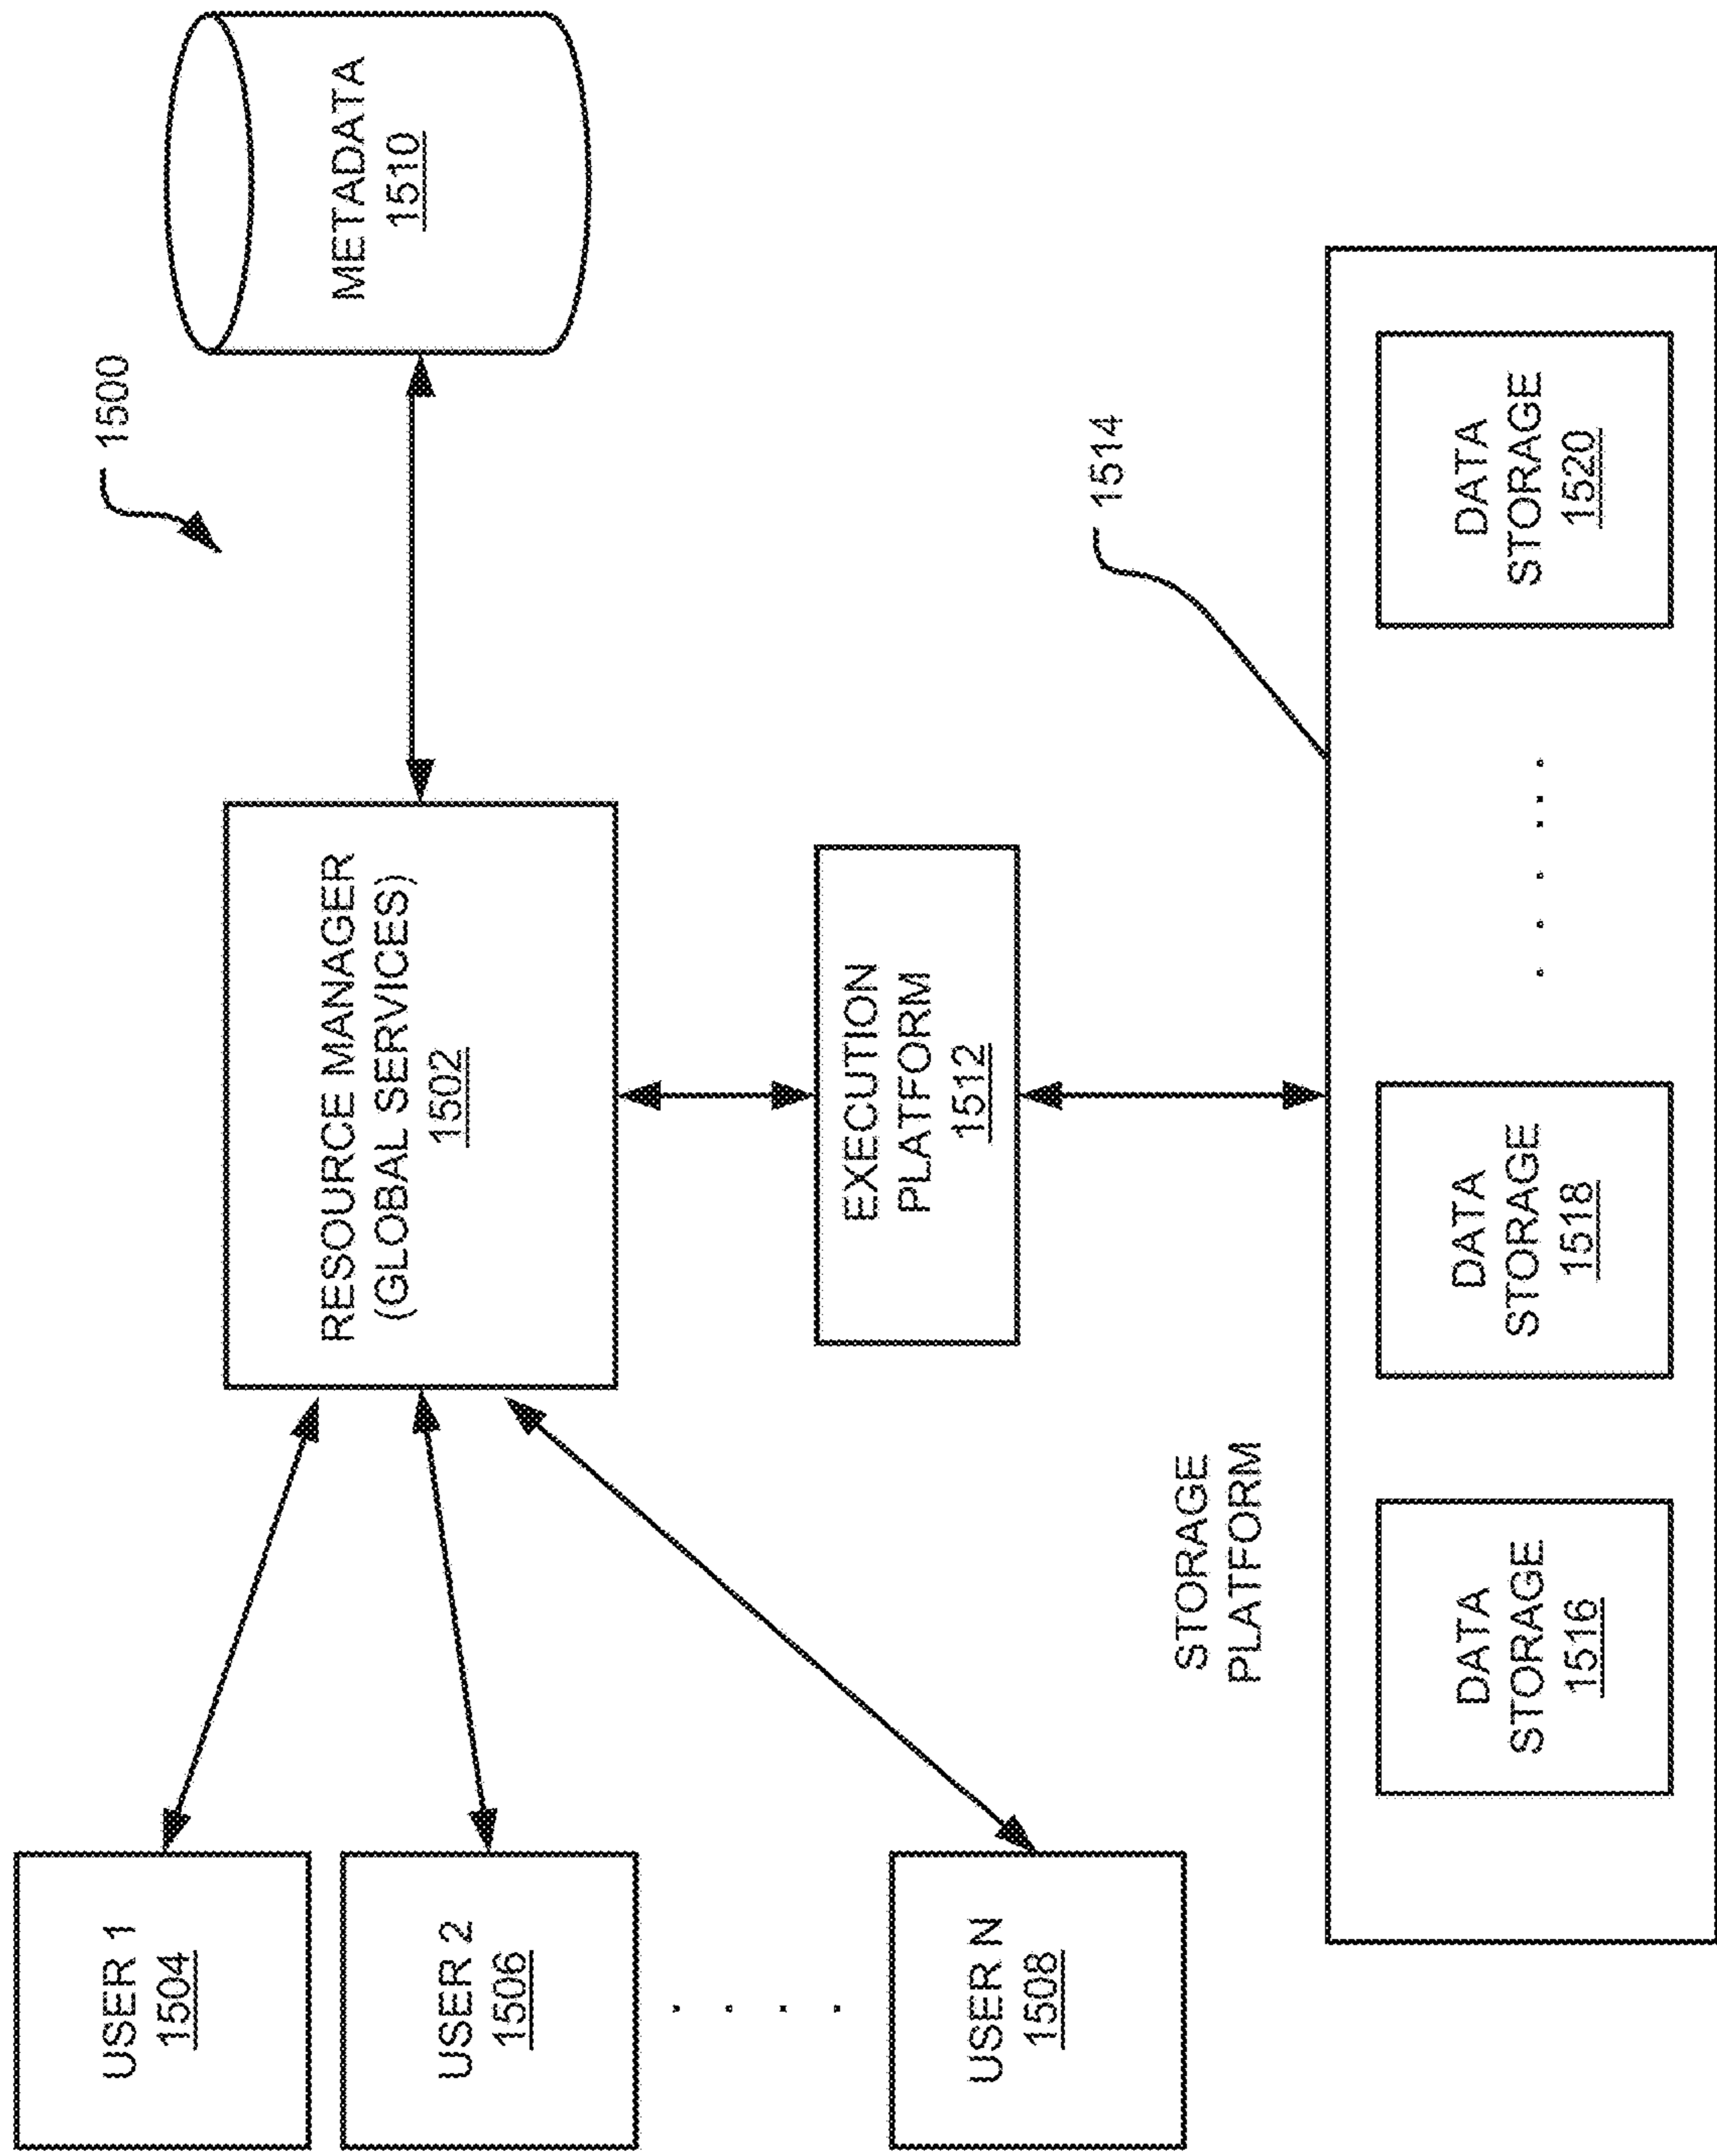 1500
USER 1
1504
USER 2
1506
. . . .
USER N
1508
RESOURCE MANAGER
(GLOBAL SERVICES)
1502
METADATA
1510
EXECUTION
PLATFORM
1512
1514
STORAGE
PLATFORM
DATA
STORAGE
1516
DATA
STORAGE
1518
. . . . . .
DATA
STORAGE
1520